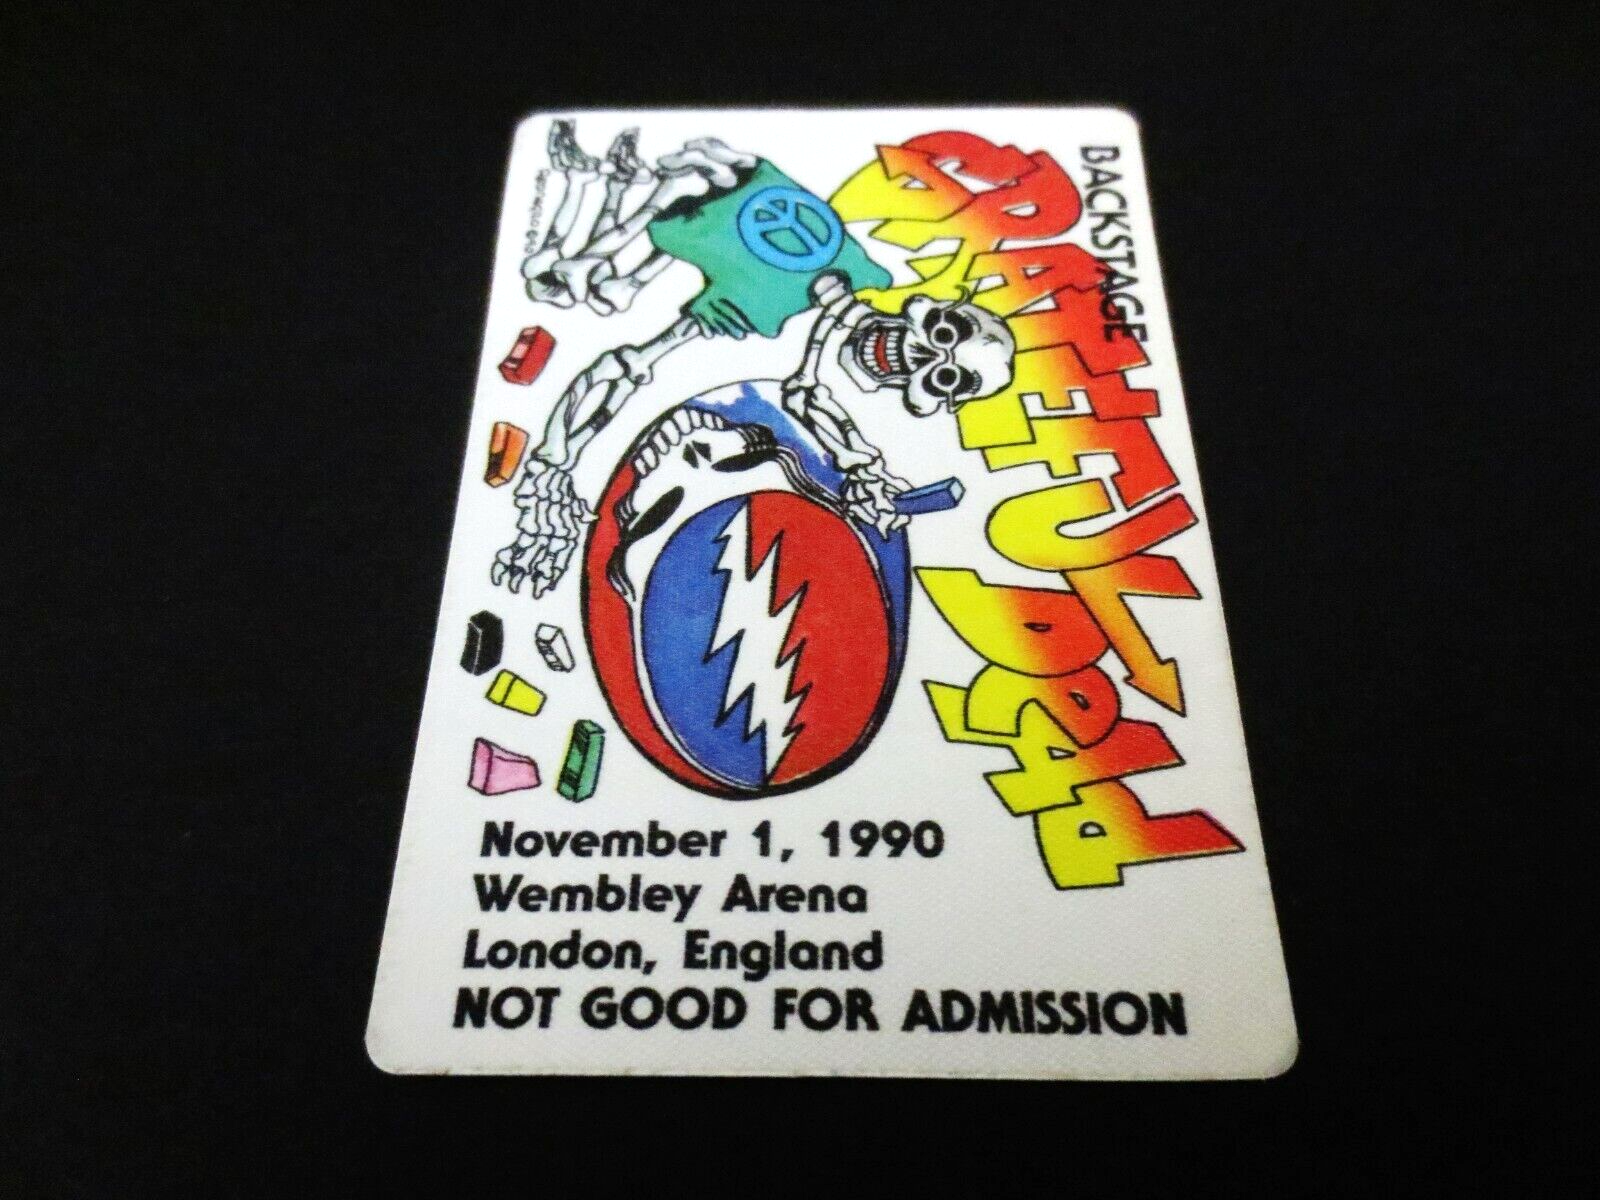 BACKSTAGE
GRATEFUL Dead
November 1, 1990
Wembley Arena
London, England
NOT GOOD FOR ADMISSION